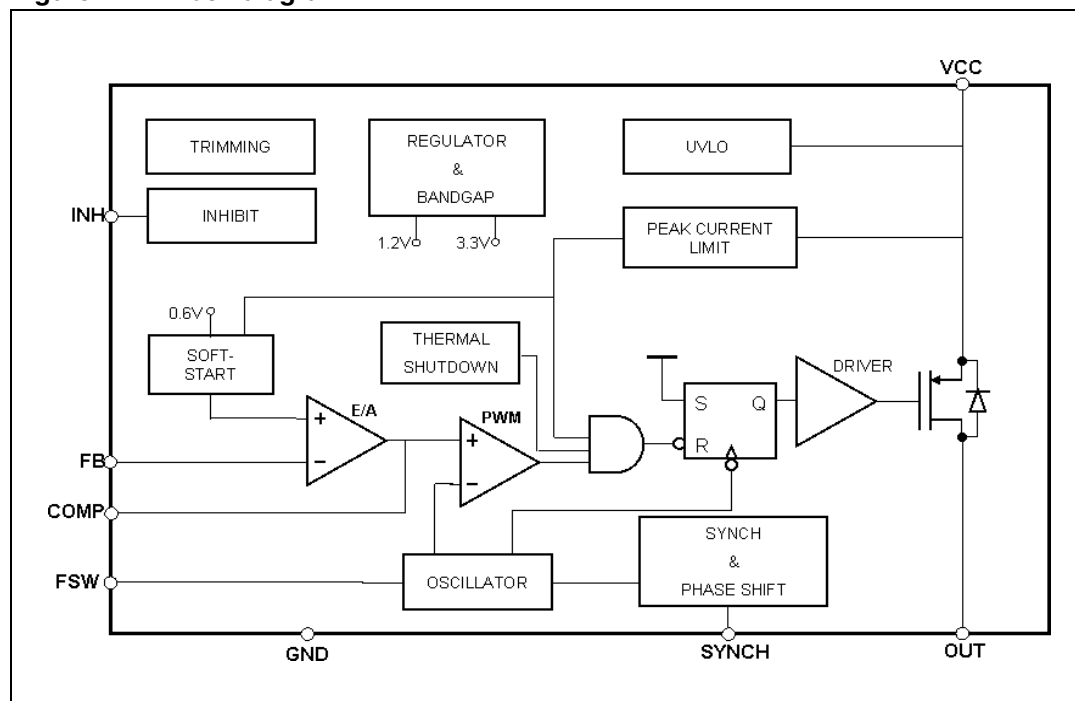 VCC
TRIMMING
REGULATOR
&
BANDGAP
UVLO
INH
INHIBIT
PEAK CURRENT
LIMIT
1.2V
3.3V
0.6V
SOFT-
START
THERMAL
SHUTDOWN
DRIVER
E/A
PWM
S
Q
R
+
-
+
-
FB
COMP
SYNCH
&
PHASE SHIFT
FSW
OSCILLATOR
GND
SYNCH
OUT